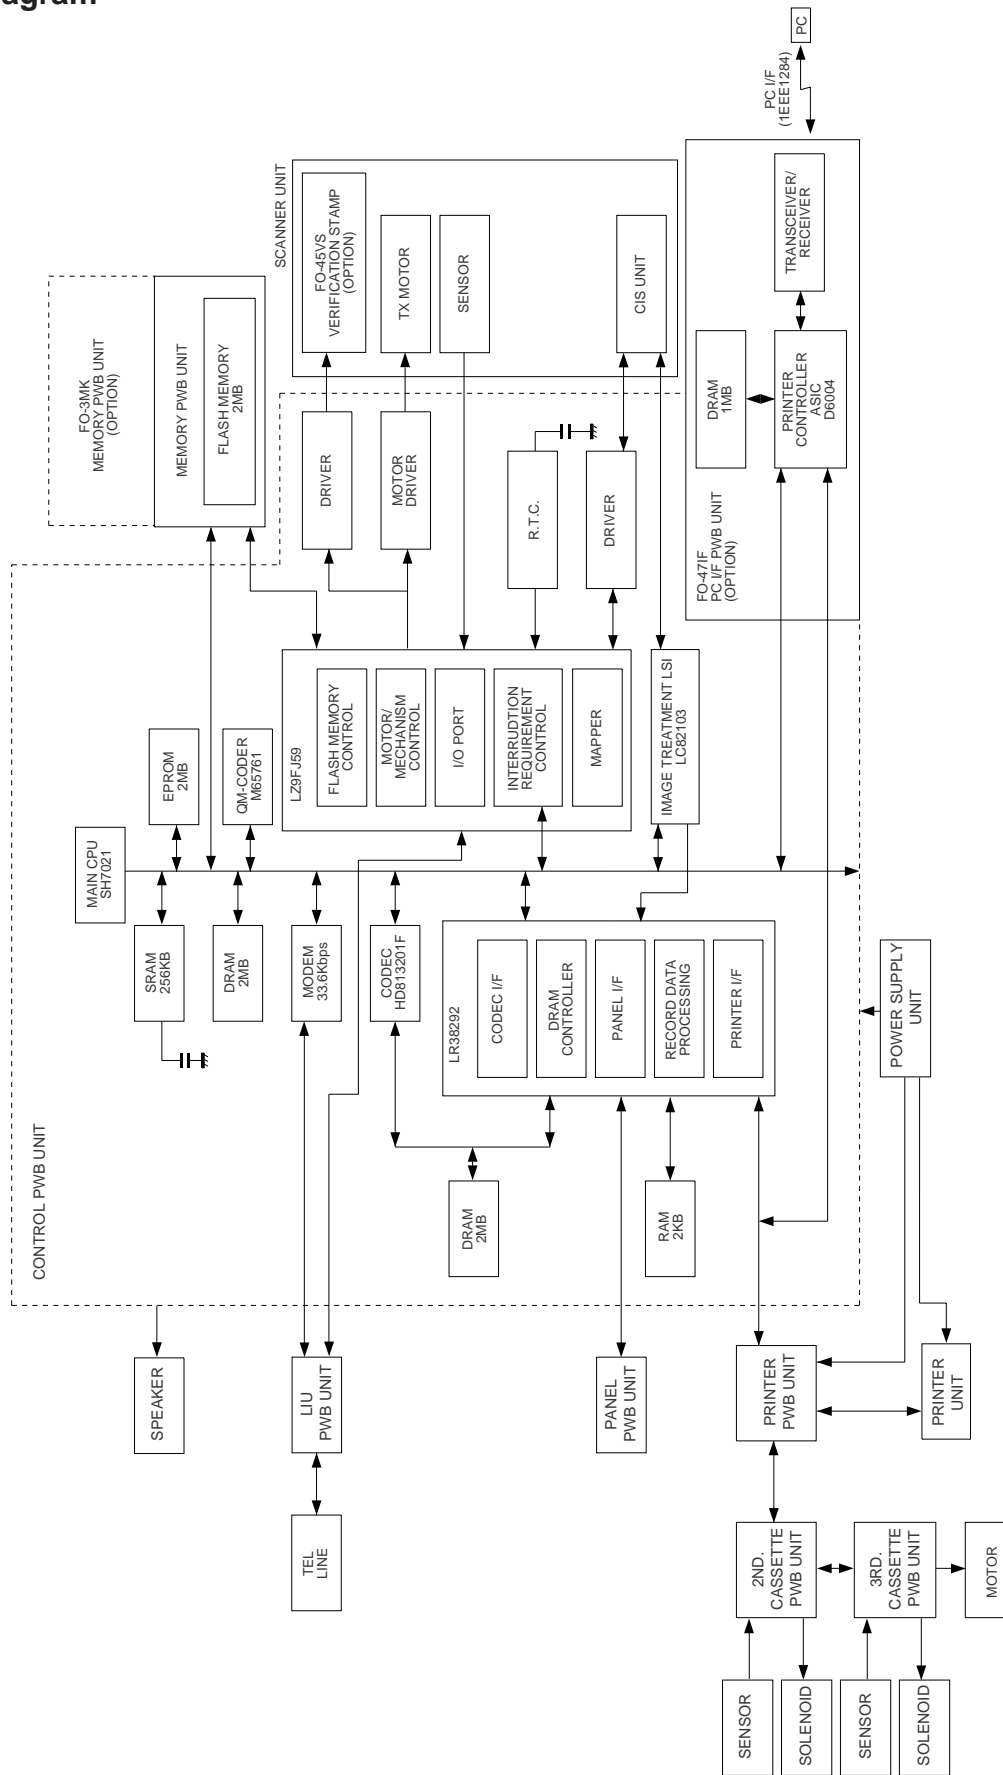 agram
PC
PC I/F
(1EEE1284)
SCANNER UNIT
FO-45VS
VERIFICATION STAMP
(OPTION)
TX MOTOR
SENSOR
CIS UNIT
TRANSCEIVER/
RECEIVER
FO-3MK
MEMORY PWB UNIT
(OPTION)
MEMORY PWB UNIT
FLASH MEMORY
2MB
DRAM
1MB
PRINTER
CONTROLLER
ASIC
D6004
DRIVER
MOTOR
DRIVER
R.T.C.
DRIVER
FO-47IF
PC I/F PWB UNIT
(OPTION)
EPROM
2MB
QM-CODER
M65761
LZ9FJ59
FLASH MEMORY
CONTROL
MOTOR/
MECHANISM
CONTROL
I/O PORT
INTERRUDTION
REQUIREMENT
CONTROL
MAPPER
IMAGE TREATMENT LSI
LC82103
MAIN CPU
SH7021
SRAM
256KB
DRAM
2MB
MODEM
33.6Kbps
CODEC
HD813201F
LR38292
CODEC I/F
DRAM
CONTROLLER
PANEL I/F
RECORD DATA
PROCESSING
PRINTER I/F
POWER SUPPLY
UNIT
CONTROL PWB UNIT
DRAM
2MB
RAM
2KB
SPEAKER
LIU
PWB UNIT
PANEL
PWB UNIT
PRINTER
PWB UNIT
PRINTER
UNIT
TEL
LINE
2ND.
CASSETTE
PWB UNIT
3RD.
CASSETTE
PWB UNIT
MOTOR
SENSOR
SOLENOID
SENSOR
SOLENOID